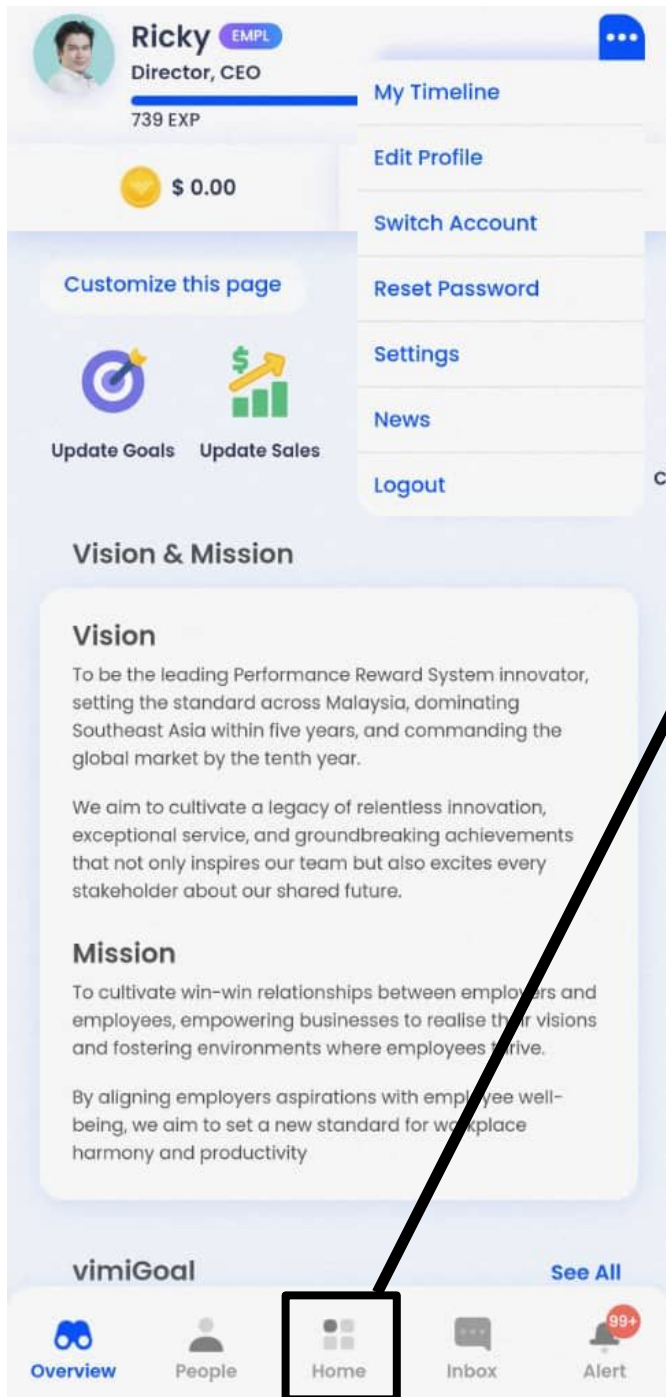 Ricky EMPL
Director, CEO
739 EXP
$ 0.00
My Timeline
Edit Profile
Switch Account
Reset Password
Settings
News
Logout
Customize this page
Update Goals
Update Sales
Vision & Mission
Vision
To be the leading Performance Reward System innovator,
setting the standard across Malaysia, dominating
Southeast Asia within five years, and commanding the
global market by the tenth year.
We aim to cultivate a legacy of relentless innovation,
exceptional service, and groundbreaking achievements
that not only inspires our team but also excites every
stakeholder about our shared future.
Mission
To cultivate win-win relationships between employers and
employees, empowering businesses to realise their visions
and fostering environments where employees thrive.
By aligning employers aspirations with employee well-
being, we aim to set a new standard for workplace
harmony and productivity
vimiGoal
See All
99+
Overview
People
Home
Inbox
Alert